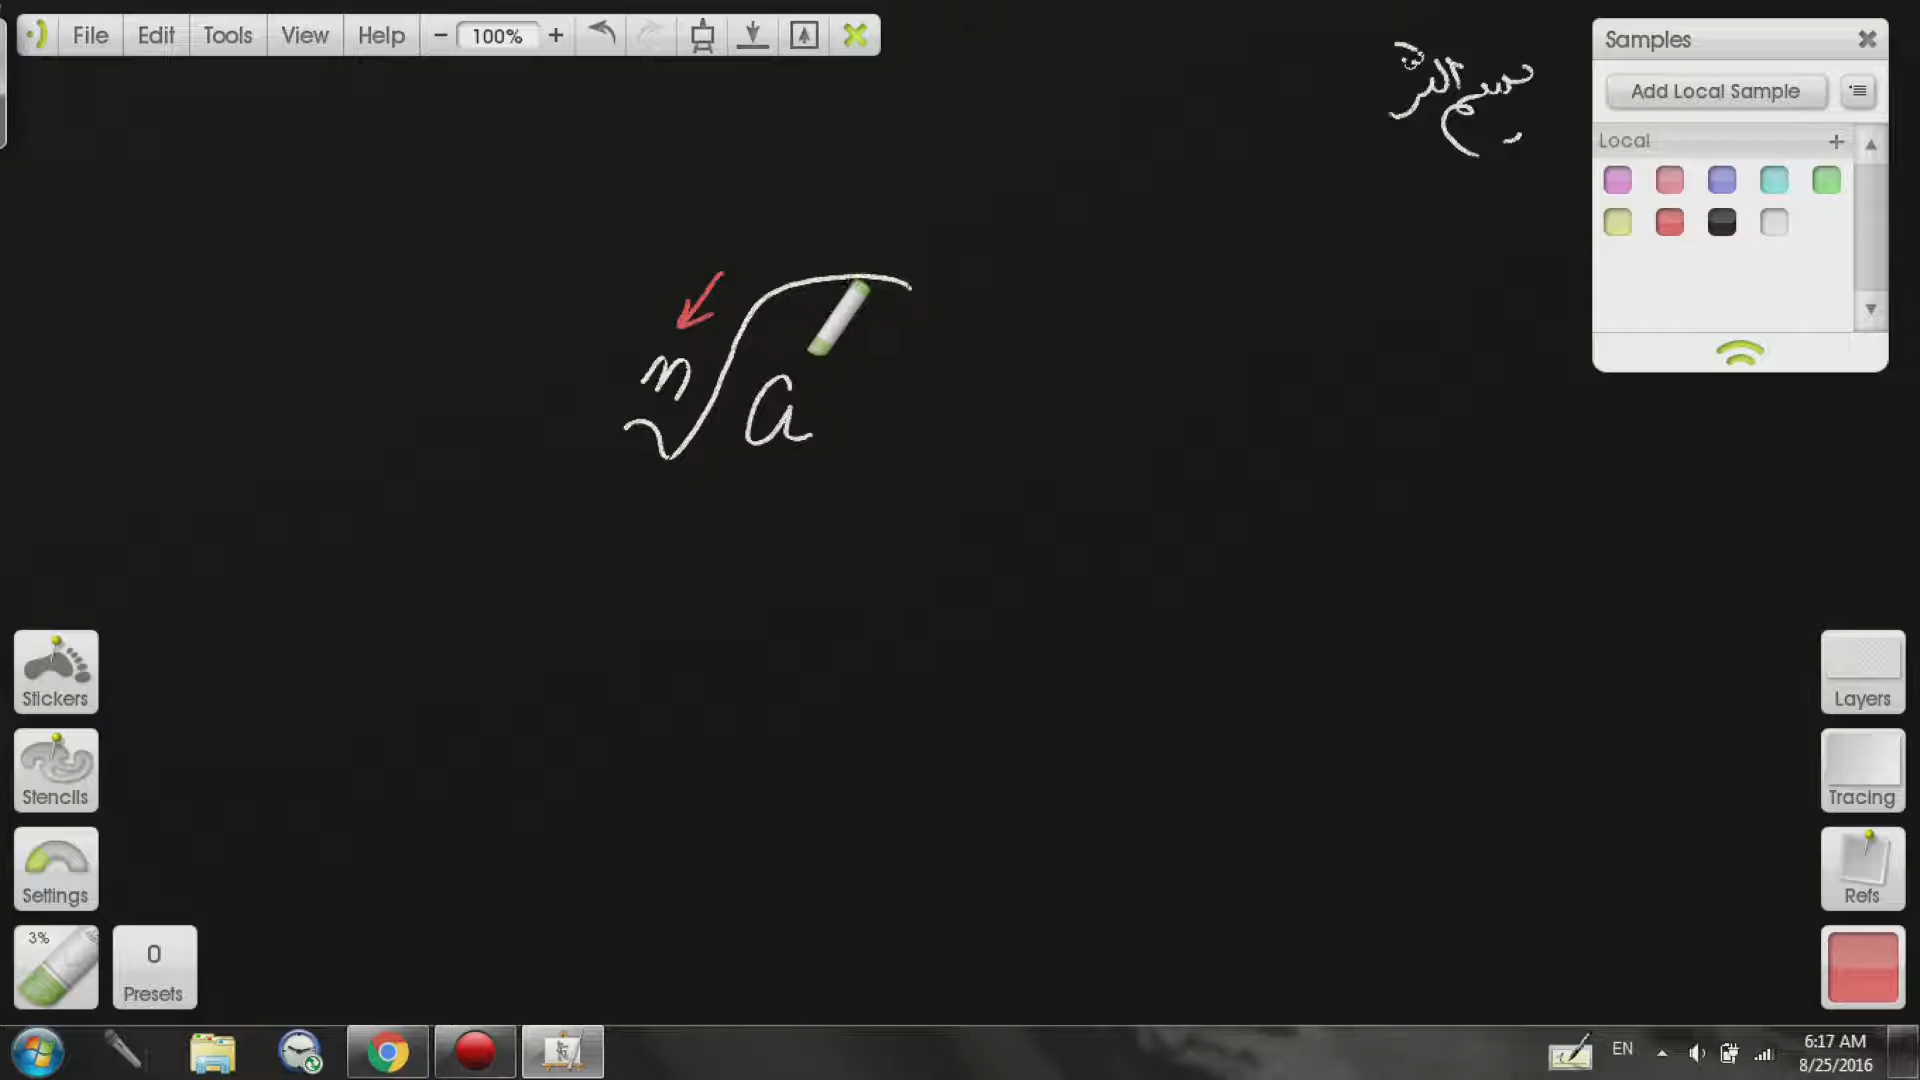 File Edit Tools View Help − 100% +
Samples
Add Local Sample
Local +
بسم الله
n√a
Stickers
Layers
Stencils
Tracing
Settings
Refs
3%
0
Presets
EN
6:17 AM
8/25/2016